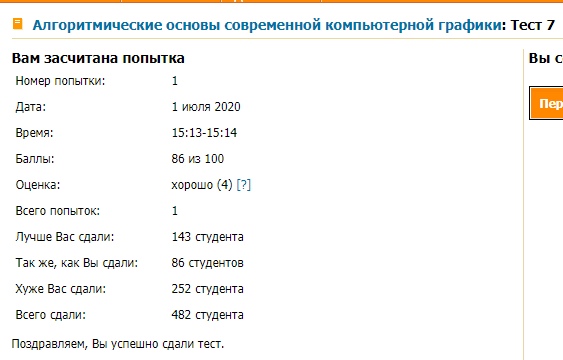 Алгоритмические основы современной компьютерной графики: Тест 7
Вам засчитана попытка
Номер попытки: 1
Дата: 1 июля 2020
Время: 15:13-15:14
Баллы: 86 из 100
Оценка: хорошо (4) [?]
Всего попыток: 1
Лучше Вас сдали: 143 студента
Так же, как Вы сдали: 86 студентов
Хуже Вас сдали: 252 студента
Всего сдали: 482 студента
Поздравляем, Вы успешно сдали тест.
Вы с
Пер